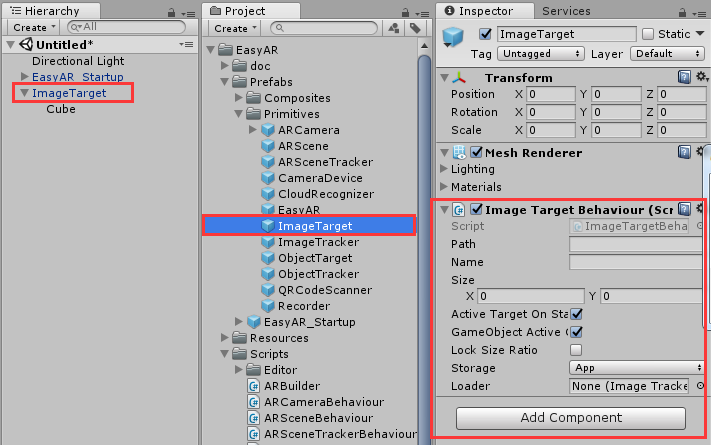 Hierarchy
Create All
Untitled*
Directional Light
EasyAR_Startup
ImageTarget
Cube
Project
Create
EasyAR
doc
Prefabs
Composites
Primitives
ARCamera
ARScene
ARSceneTracker
CameraDevice
CloudRecognizer
EasyAR
ImageTarget
ImageTracker
ObjectTarget
ObjectTracker
QRCodeScanner
Recorder
EasyAR_Startup
Resources
Scripts
Editor
ARBuilder
ARCameraBehaviour
ARSceneBehaviour
ARSceneTrackerBehaviour
Inspector Services
ImageTarget Static
Tag Untagged Layer Default
Transform
Position X 0 Y 0 Z 0
Rotation X 0 Y 0 Z 0
Scale X 0 Y 0 Z 0
Mesh Renderer
Lighting
Materials
Image Target Behaviour (Scr
Script ImageTargetBeha
Path
Name
Size
X 0 Y 0
Active Target On Sta
GameObject Active
Lock Size Ratio
Storage App
Loader None (Image Tracke
Add Component